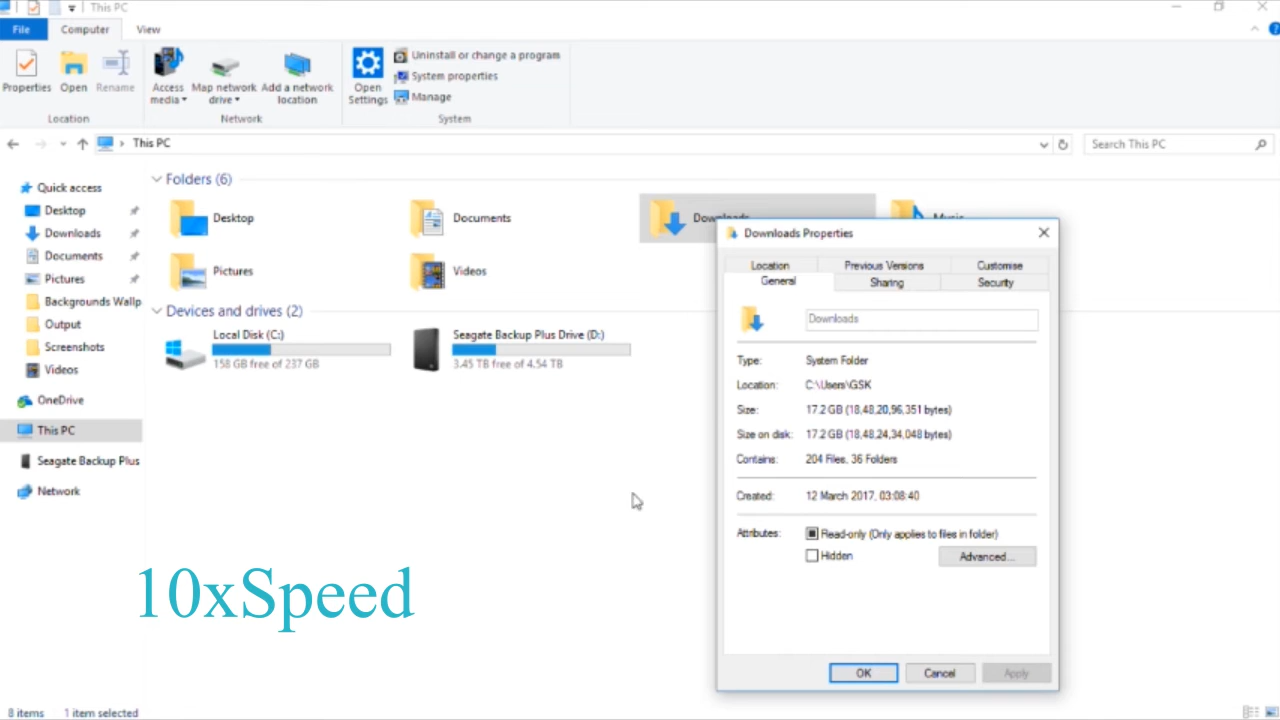 This PC
File Computer View
Properties Open Rename
Access media Map network drive Add a network location
Open Settings
Uninstall or change a program
System properties
Manage
Location Network System
This PC
Search This PC
Quick access
Desktop
Downloads
Documents
Pictures
Backgrounds Wallp
Output
Screenshots
Videos
OneDrive
This PC
Seagate Backup Plus
Network
Folders (6)
Desktop Documents Downloads Music
Pictures Videos
Devices and drives (2)
Local Disk (C:)
158 GB free of 237 GB
Seagate Backup Plus Drive (D:)
3.45 TB free of 4.54 TB
Downloads Properties
Location Previous Versions Customise
General Sharing Security
Downloads
Type: System Folder
Location: C:\Users\GSK
Size: 17.2 GB (18,48,20,96,351 bytes)
Size on disk: 17.2 GB (18,48,24,34,048 bytes)
Contains: 204 Files, 36 Folders
Created: 12 March 2017, 03:08:40
Attributes: Read-only (Only applies to files in folder)
Hidden
Advanced...
OK Cancel Apply
10xSpeed
8 items 1 item selected